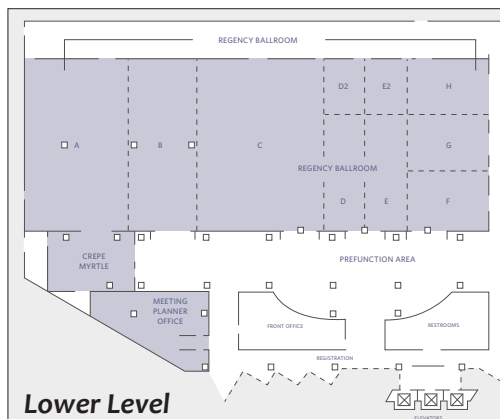 REGENCY BALLROOM
D2
E2
H
A
B
C
G
REGENCY BALLROOM
D
E
F
CREPE
MYRTLE
PREFUNCTION AREA
MEETING
PLANNER
OFFICE
FRONT OFFICE
RESTROOMS
REGISTRATION
Lower Level
ELEVATORS